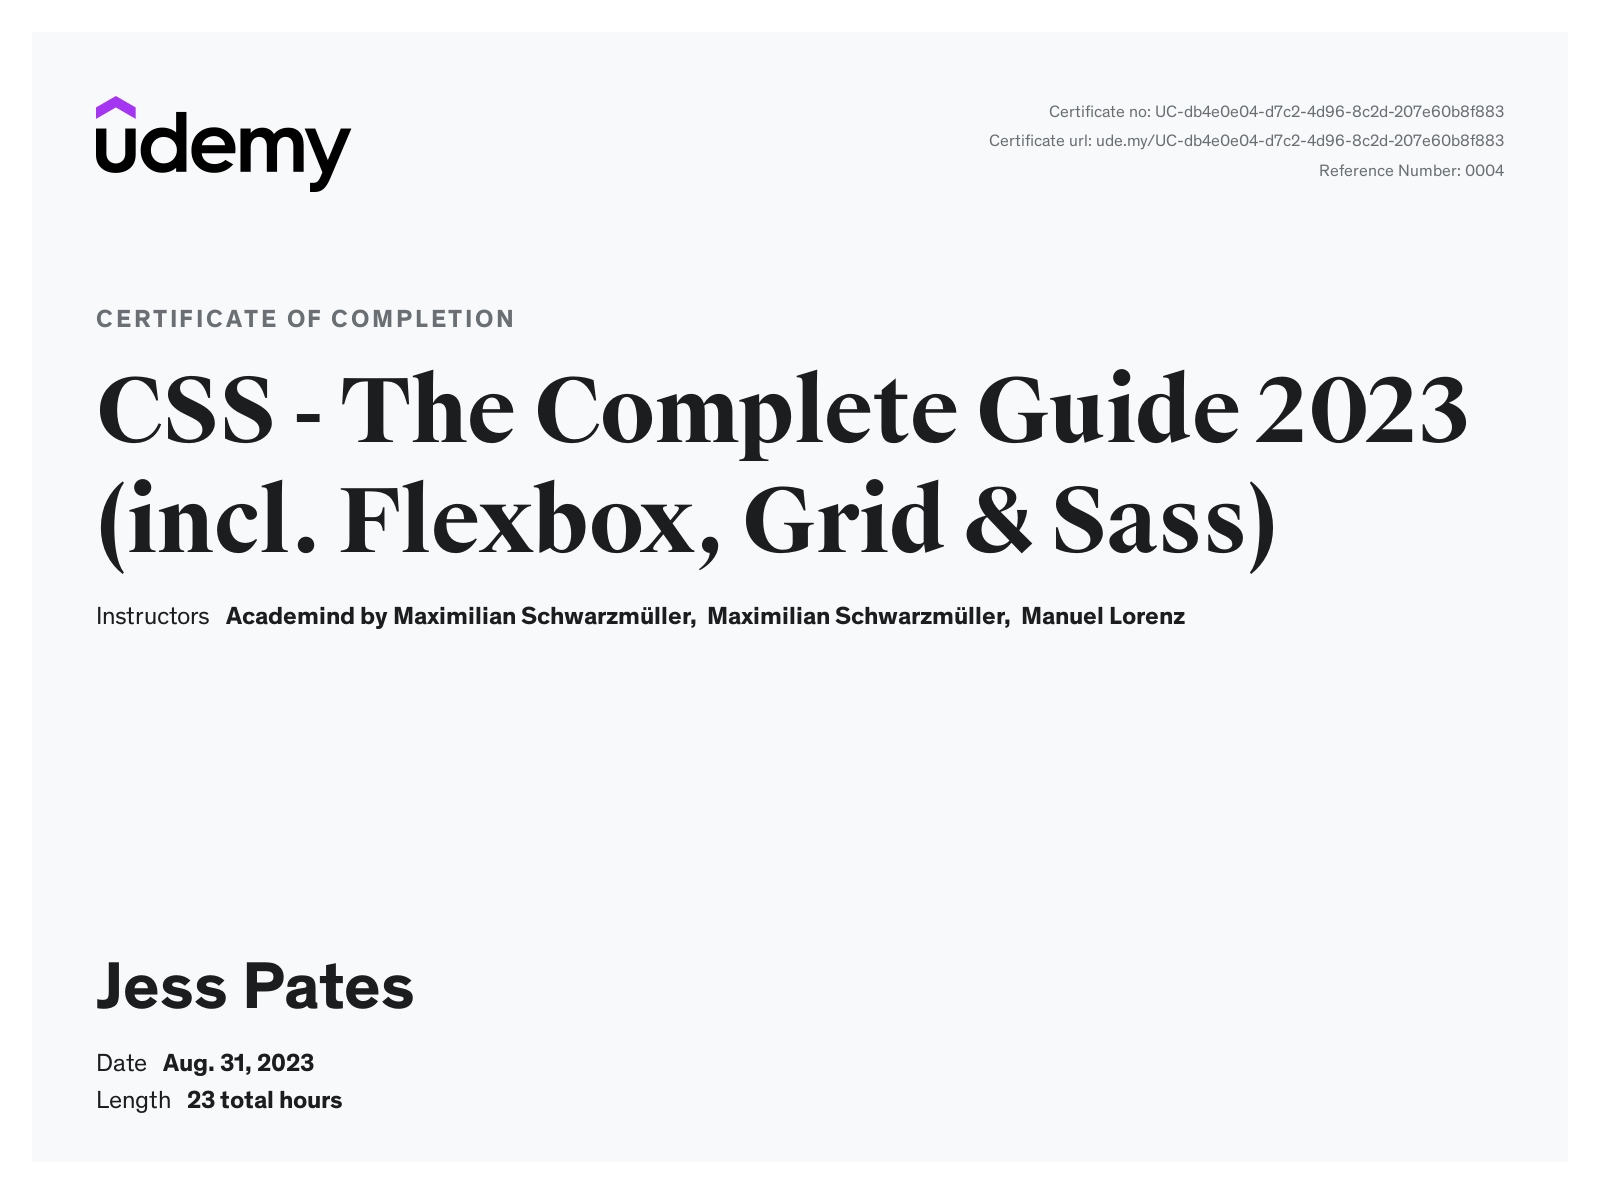 udemy
Certificate no: UC-db4e0e04-d7c2-4d96-8c2d-207e60b8f883
Certificate url: ude.my/UC-db4e0e04-d7c2-4d96-8c2d-207e60b8f883
Reference Number: 0004
CERTIFICATE OF COMPLETION
CSS - The Complete Guide 2023
(incl. Flexbox, Grid & Sass)
Instructors Academind by Maximilian Schwarzmüller, Maximilian Schwarzmüller, Manuel Lorenz
Jess Pates
Date Aug. 31, 2023
Length 23 total hours